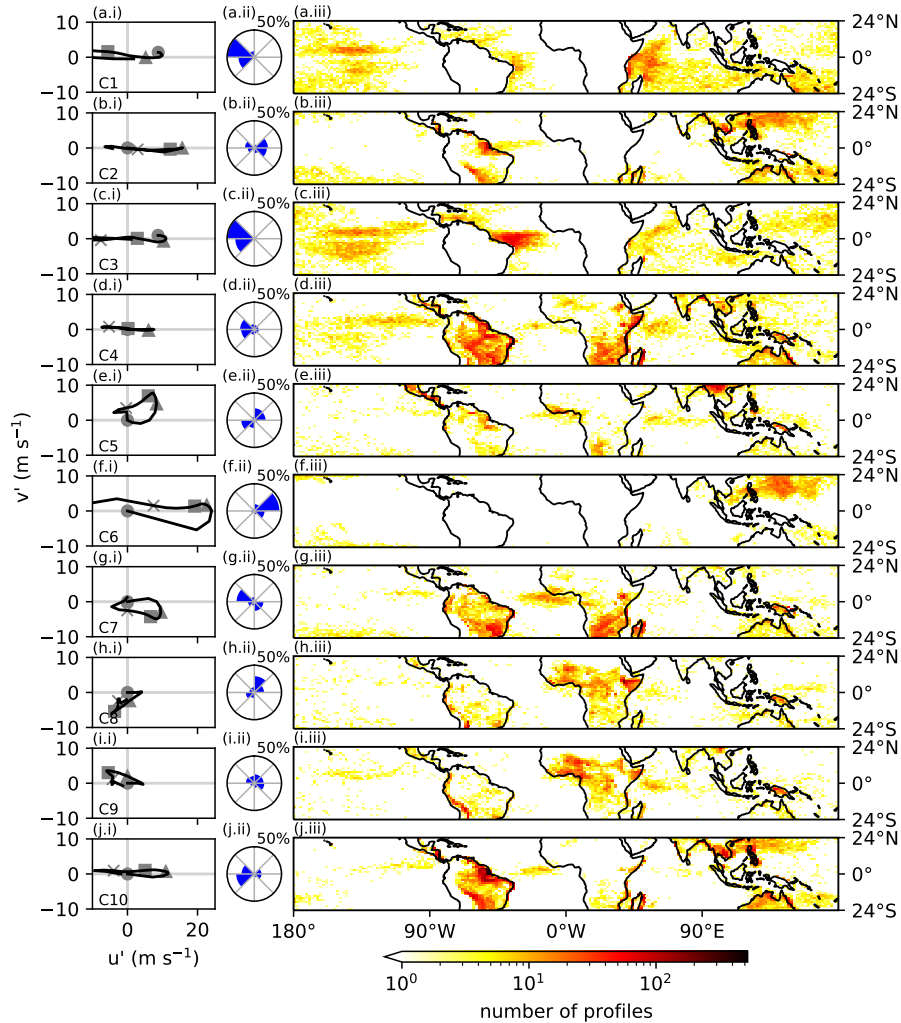 (a.i) (a.ii) 50% (a.iii)
10 24°N
0 0°
−10 C1 24°S
(b.i) (b.ii) 50% (b.iii)
10 24°N
0 0°
−10 C2 24°S
(c.i) (c.ii) 50% (c.iii)
10 24°N
0 0°
−10 C3 24°S
(d.i) (d.ii) 50% (d.iii)
10 24°N
0 0°
−10 C4 24°S
(e.i) (e.ii) 50% (e.iii)
10 24°N
0 0°
−10 C5 24°S
v' (m s⁻¹)
(f.i) (f.ii) 50% (f.iii)
10 24°N
0 0°
−10 C6 24°S
(g.i) (g.ii) 50% (g.iii)
10 24°N
0 0°
−10 C7 24°S
(h.i) (h.ii) 50% (h.iii)
10 24°N
0 0°
−10 C8 24°S
(i.i) (i.ii) 50% (i.iii)
10 24°N
0 0°
−10 C9 24°S
(j.i) (j.ii) 50% (j.iii)
10 24°N
0 0°
−10 C10 24°S
0 20 180° 90°W 0°W 90°E
u' (m s⁻¹)
10⁰ 10¹ 10²
number of profiles